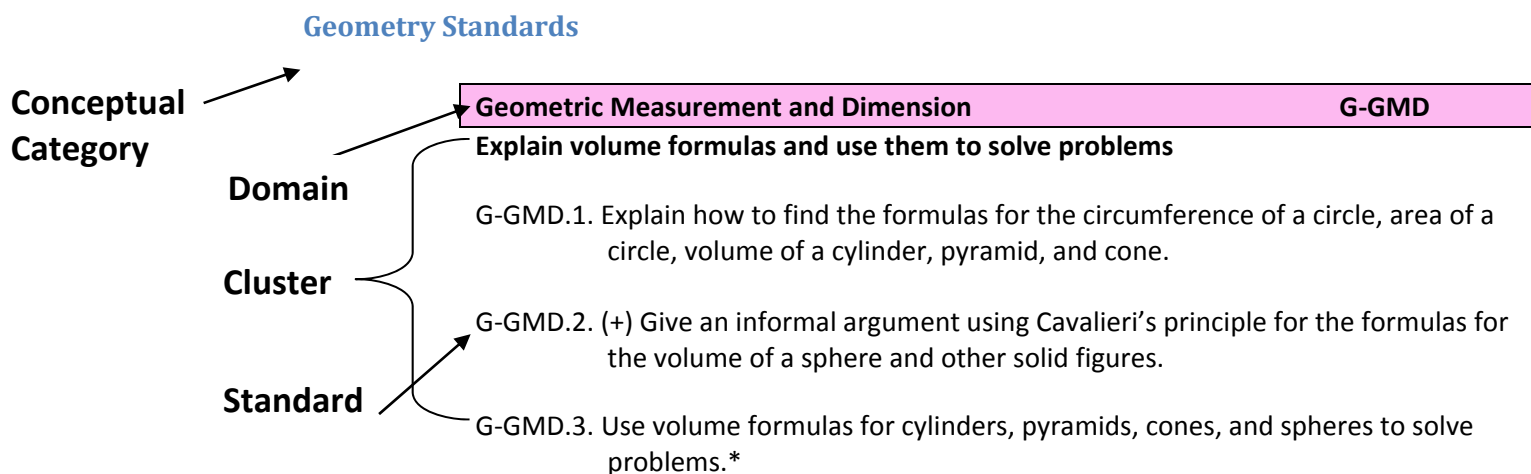 Geometry Standards
Conceptual
Category
Geometric Measurement and Dimension G-GMD
Explain volume formulas and use them to solve problems
Domain
G-GMD.1. Explain how to find the formulas for the circumference of a circle, area of a
circle, volume of a cylinder, pyramid, and cone.
Cluster
G-GMD.2. (+) Give an informal argument using Cavalieri’s principle for the formulas for
the volume of a sphere and other solid figures.
Standard
G-GMD.3. Use volume formulas for cylinders, pyramids, cones, and spheres to solve
problems.*